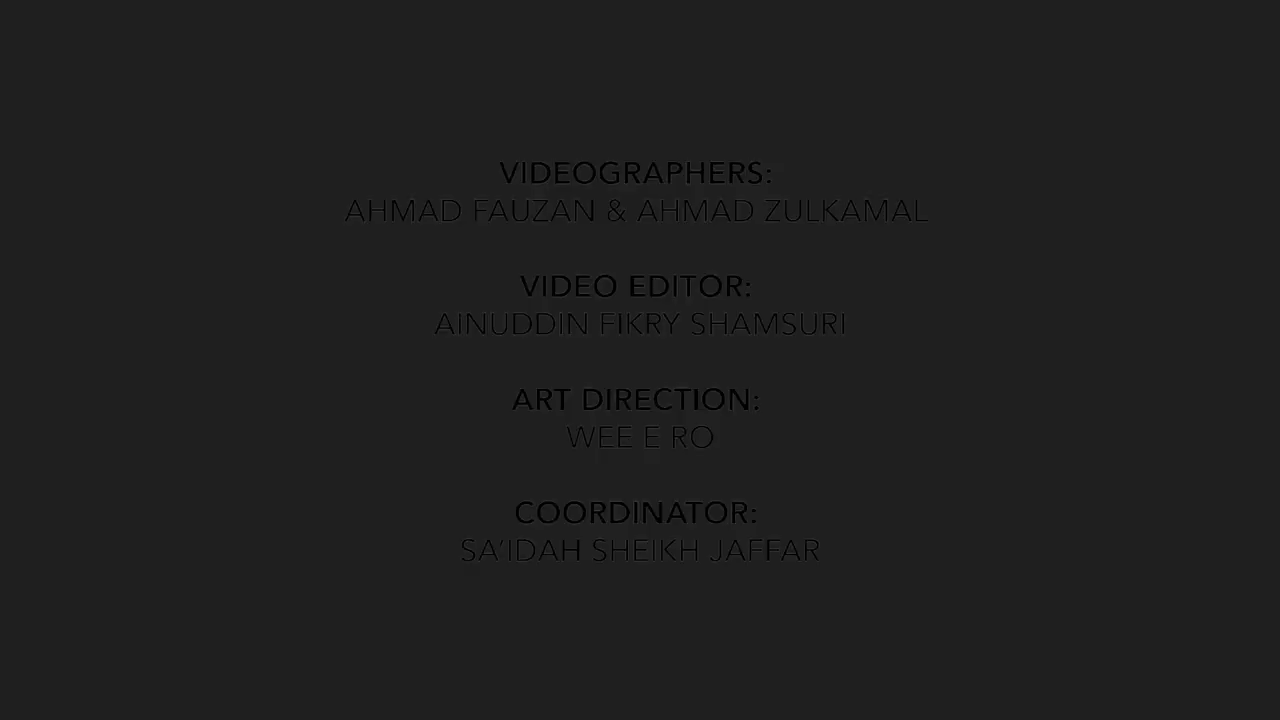 VIDEOGRAPHERS:
AHMAD FAUZAN & AHMAD ZULKAMAL
VIDEO EDITOR:
AINUDDIN FIKRY SHAMSURI
ART DIRECTION:
WEE E RO
COORDINATOR:
SA'IDAH SHEIKH JAFFAR